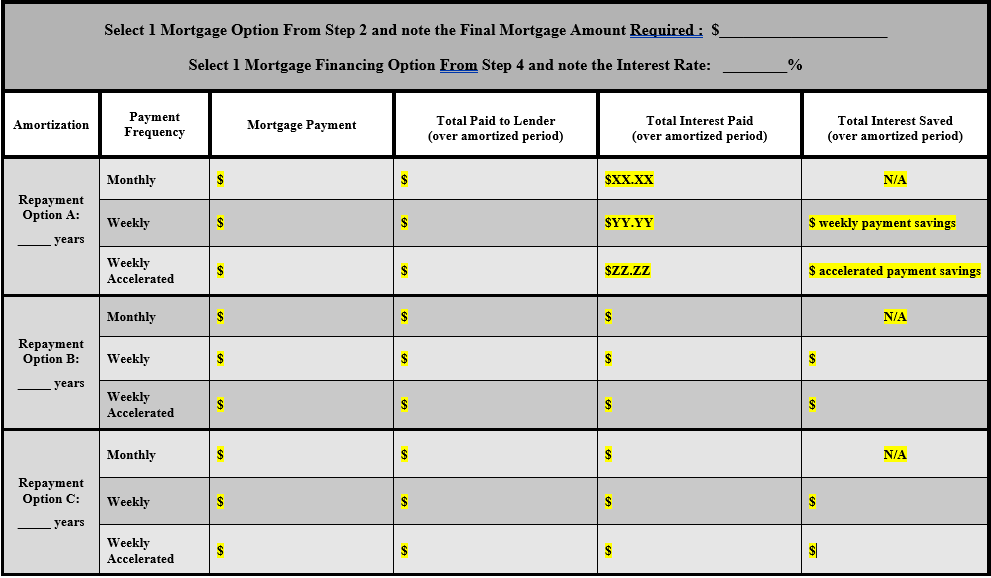 Select 1 Mortgage Option From Step 2 and note the Final Mortgage Amount Required :  $____________________
Select 1 Mortgage Financing Option From Step 4 and note the Interest Rate:  ________%
Amortization
Payment
Frequency
Mortgage Payment
Total Paid to Lender
(over amortized period)
Total Interest Paid
(over amortized period)
Total Interest Saved
(over amortized period)
Repayment
Option A:
_____ years
Monthly
$
$
$XX.XX
N/A
Weekly
$
$
$YY.YY
$ weekly payment savings
Weekly
Accelerated
$
$
$ZZ.ZZ
$ accelerated payment savings
Repayment
Option B:
_____ years
Monthly
$
$
$
N/A
Weekly
$
$
$
$
Weekly
Accelerated
$
$
$
$
Repayment
Option C:
_____ years
Monthly
$
$
$
N/A
Weekly
$
$
$
$
Weekly
Accelerated
$
$
$
$